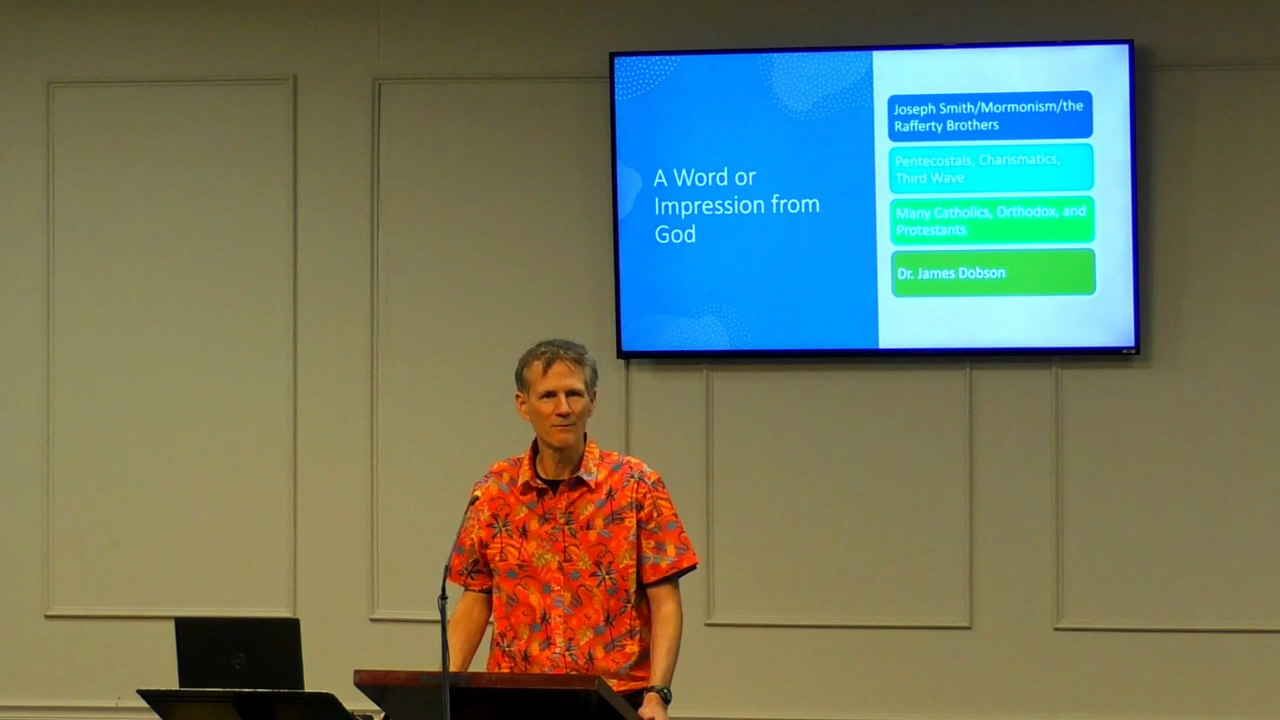 A Word or
Impression from
God
Joseph Smith/Mormonism/the
Rafferty Brothers
Pentecostals, Charismatics,
Third Wave
Many Catholics, Orthodox, and
Protestants
Dr. James Dobson